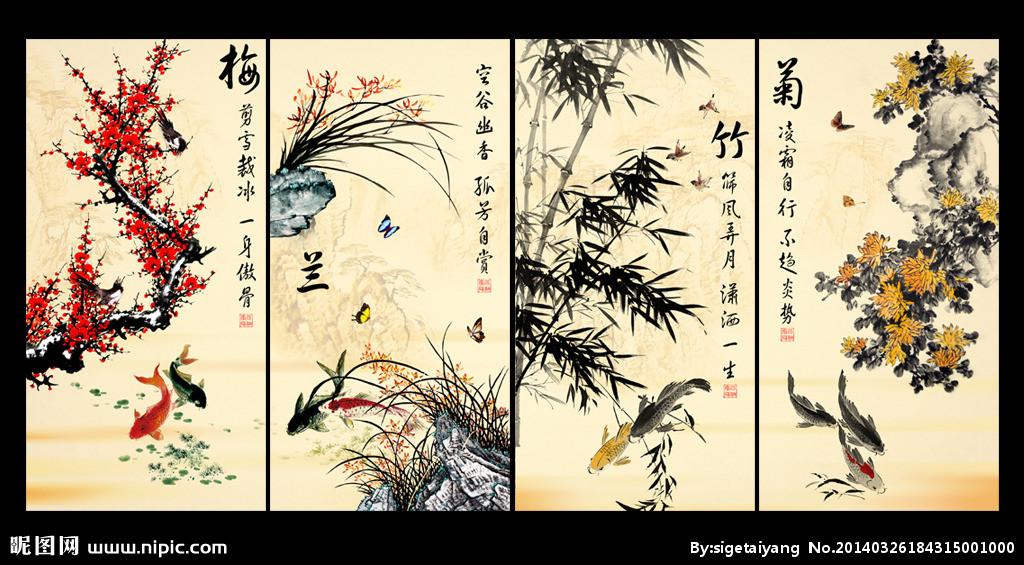 梅
剪雪裁冰 一身傲骨
空谷幽香 孤芳自赏
兰
竹
筛风弄月 潇洒一生
菊
凌霜自行 不趋炎势
昵图网 www.nipic.com
By:sigetaiyang No.20140326184315001000